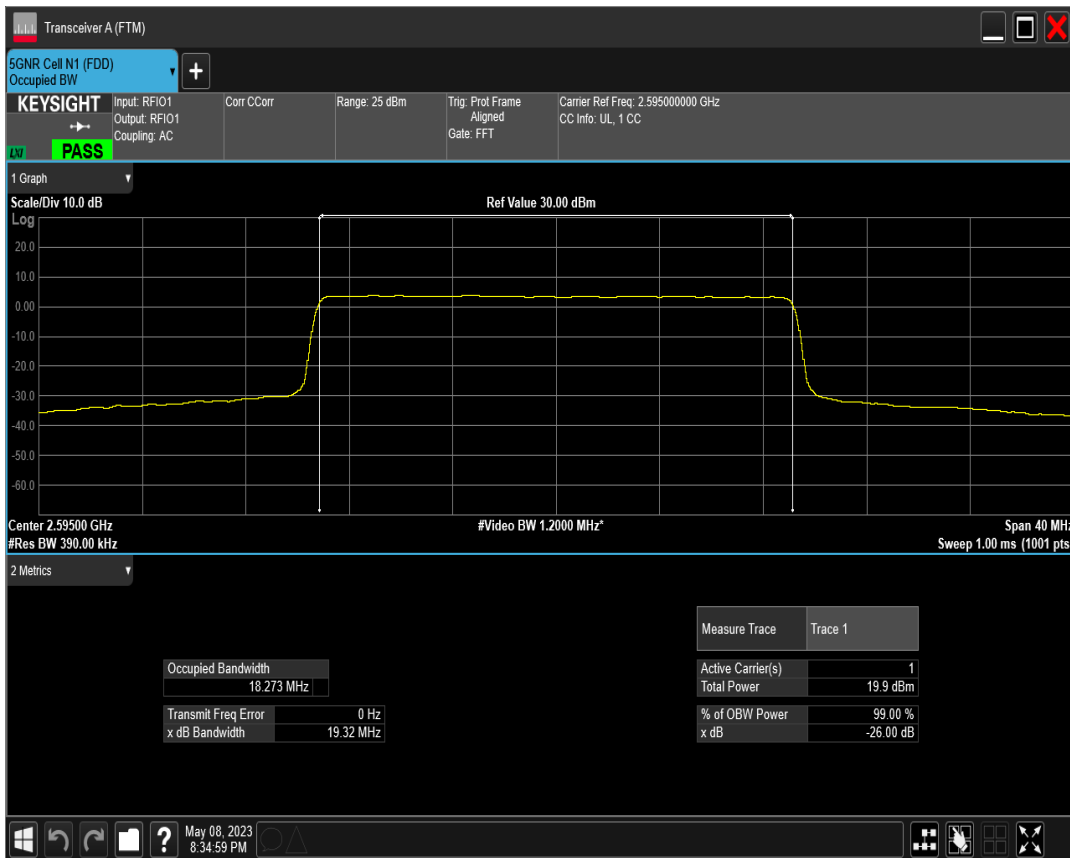 Transceiver A (FTM)
5GNR Cell N1 (FDD)
Occupied BW
+
KEYSIGHT
LXI
PASS
Input: RFIO1
Output: RFIO1
Coupling: AC
Corr CCorr
Range: 25 dBm
Trig: Prot Frame
Aligned
Gate: FFT
Carrier Ref Freq: 2.595000000 GHz
CC Info: UL, 1 CC
1 Graph
Scale/Div 10.0 dB
Ref Value 30.00 dBm
Log
20.0
10.0
0.00
-10.0
-20.0
-30.0
-40.0
-50.0
-60.0
Center 2.59500 GHz
#Video BW 1.2000 MHz*
Span 40 MHz
#Res BW 390.00 kHz
Sweep 1.00 ms (1001 pts
2 Metrics
Measure Trace Trace 1
Occupied Bandwidth
18.273 MHz
Active Carrier(s) 1
Total Power 19.9 dBm
Transmit Freq Error 0 Hz
x dB Bandwidth 19.32 MHz
% of OBW Power 99.00 %
x dB -26.00 dB
?
May 08, 2023
8:34:59 PM